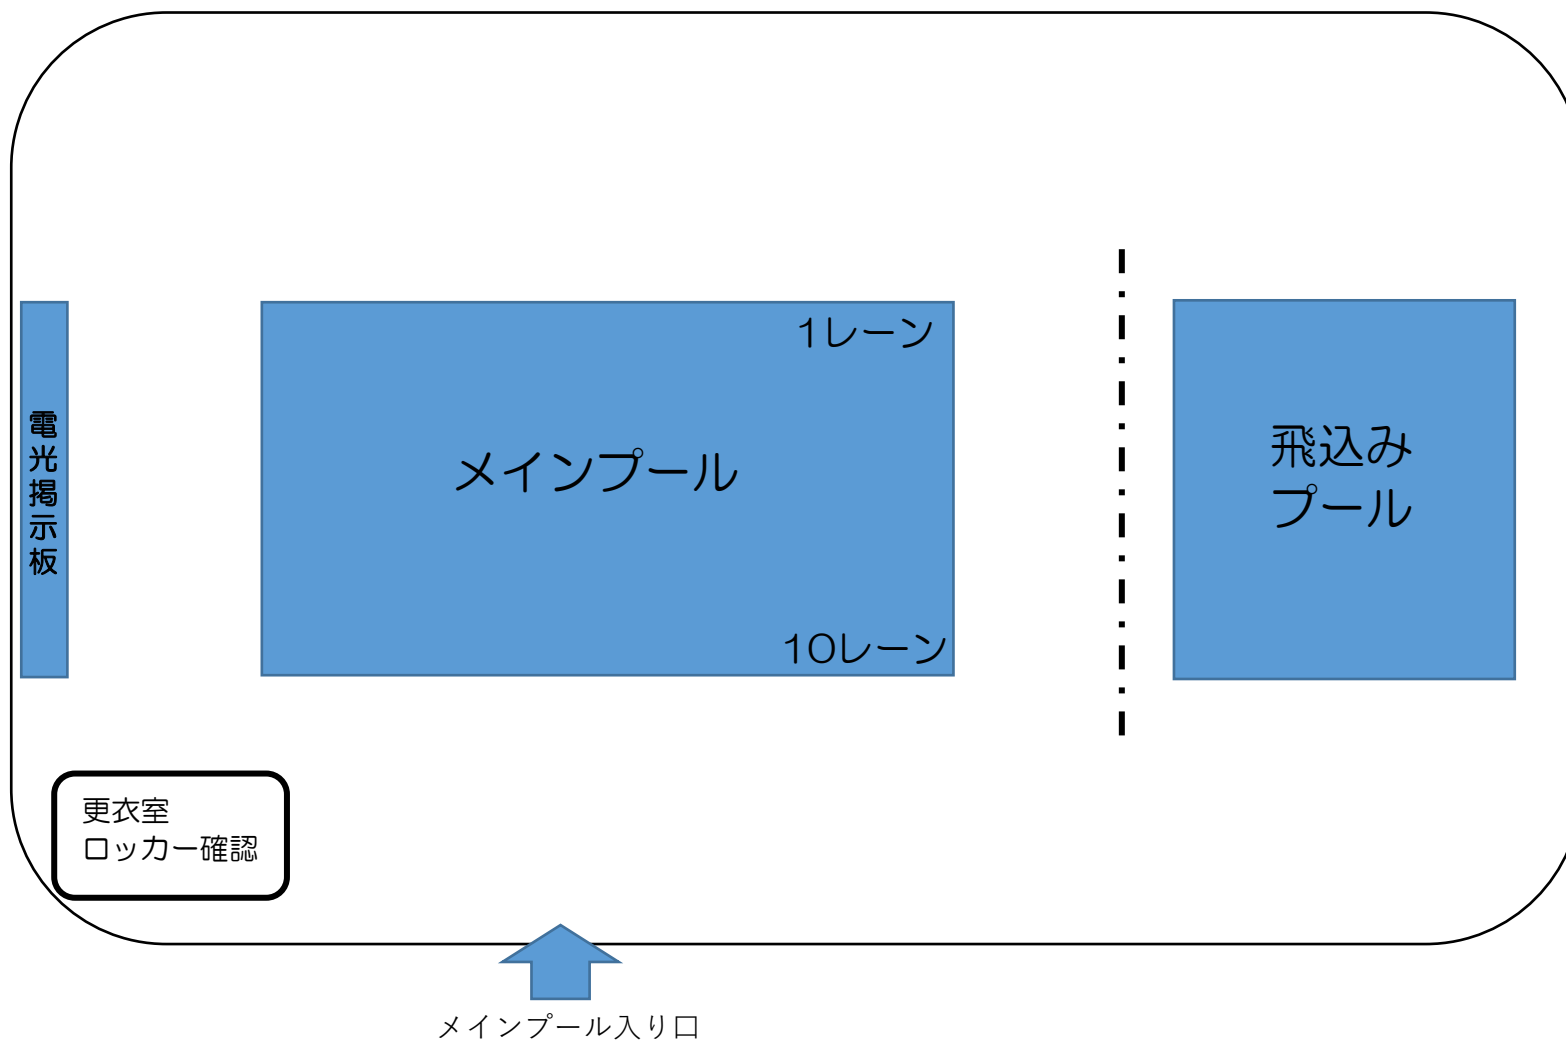 1レーン
電光掲示板
メインプール
飛込み
プール
10レーン
更衣室
ロッカー確認
メインプール入り口